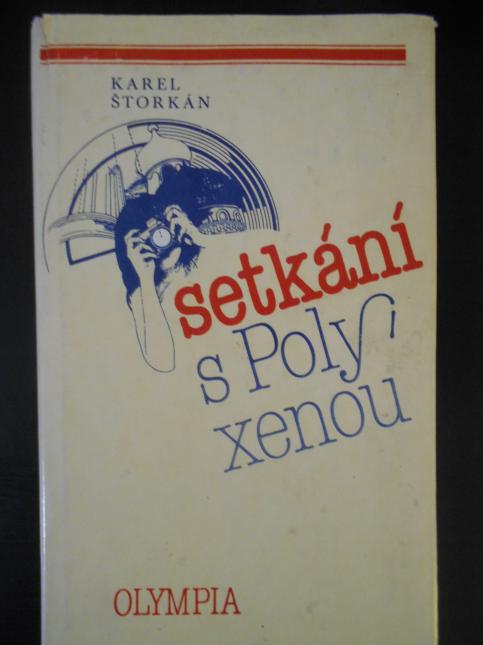 KAREL
ŠTORKÁN
setkání
s Poly
xenou
OLYMPIA